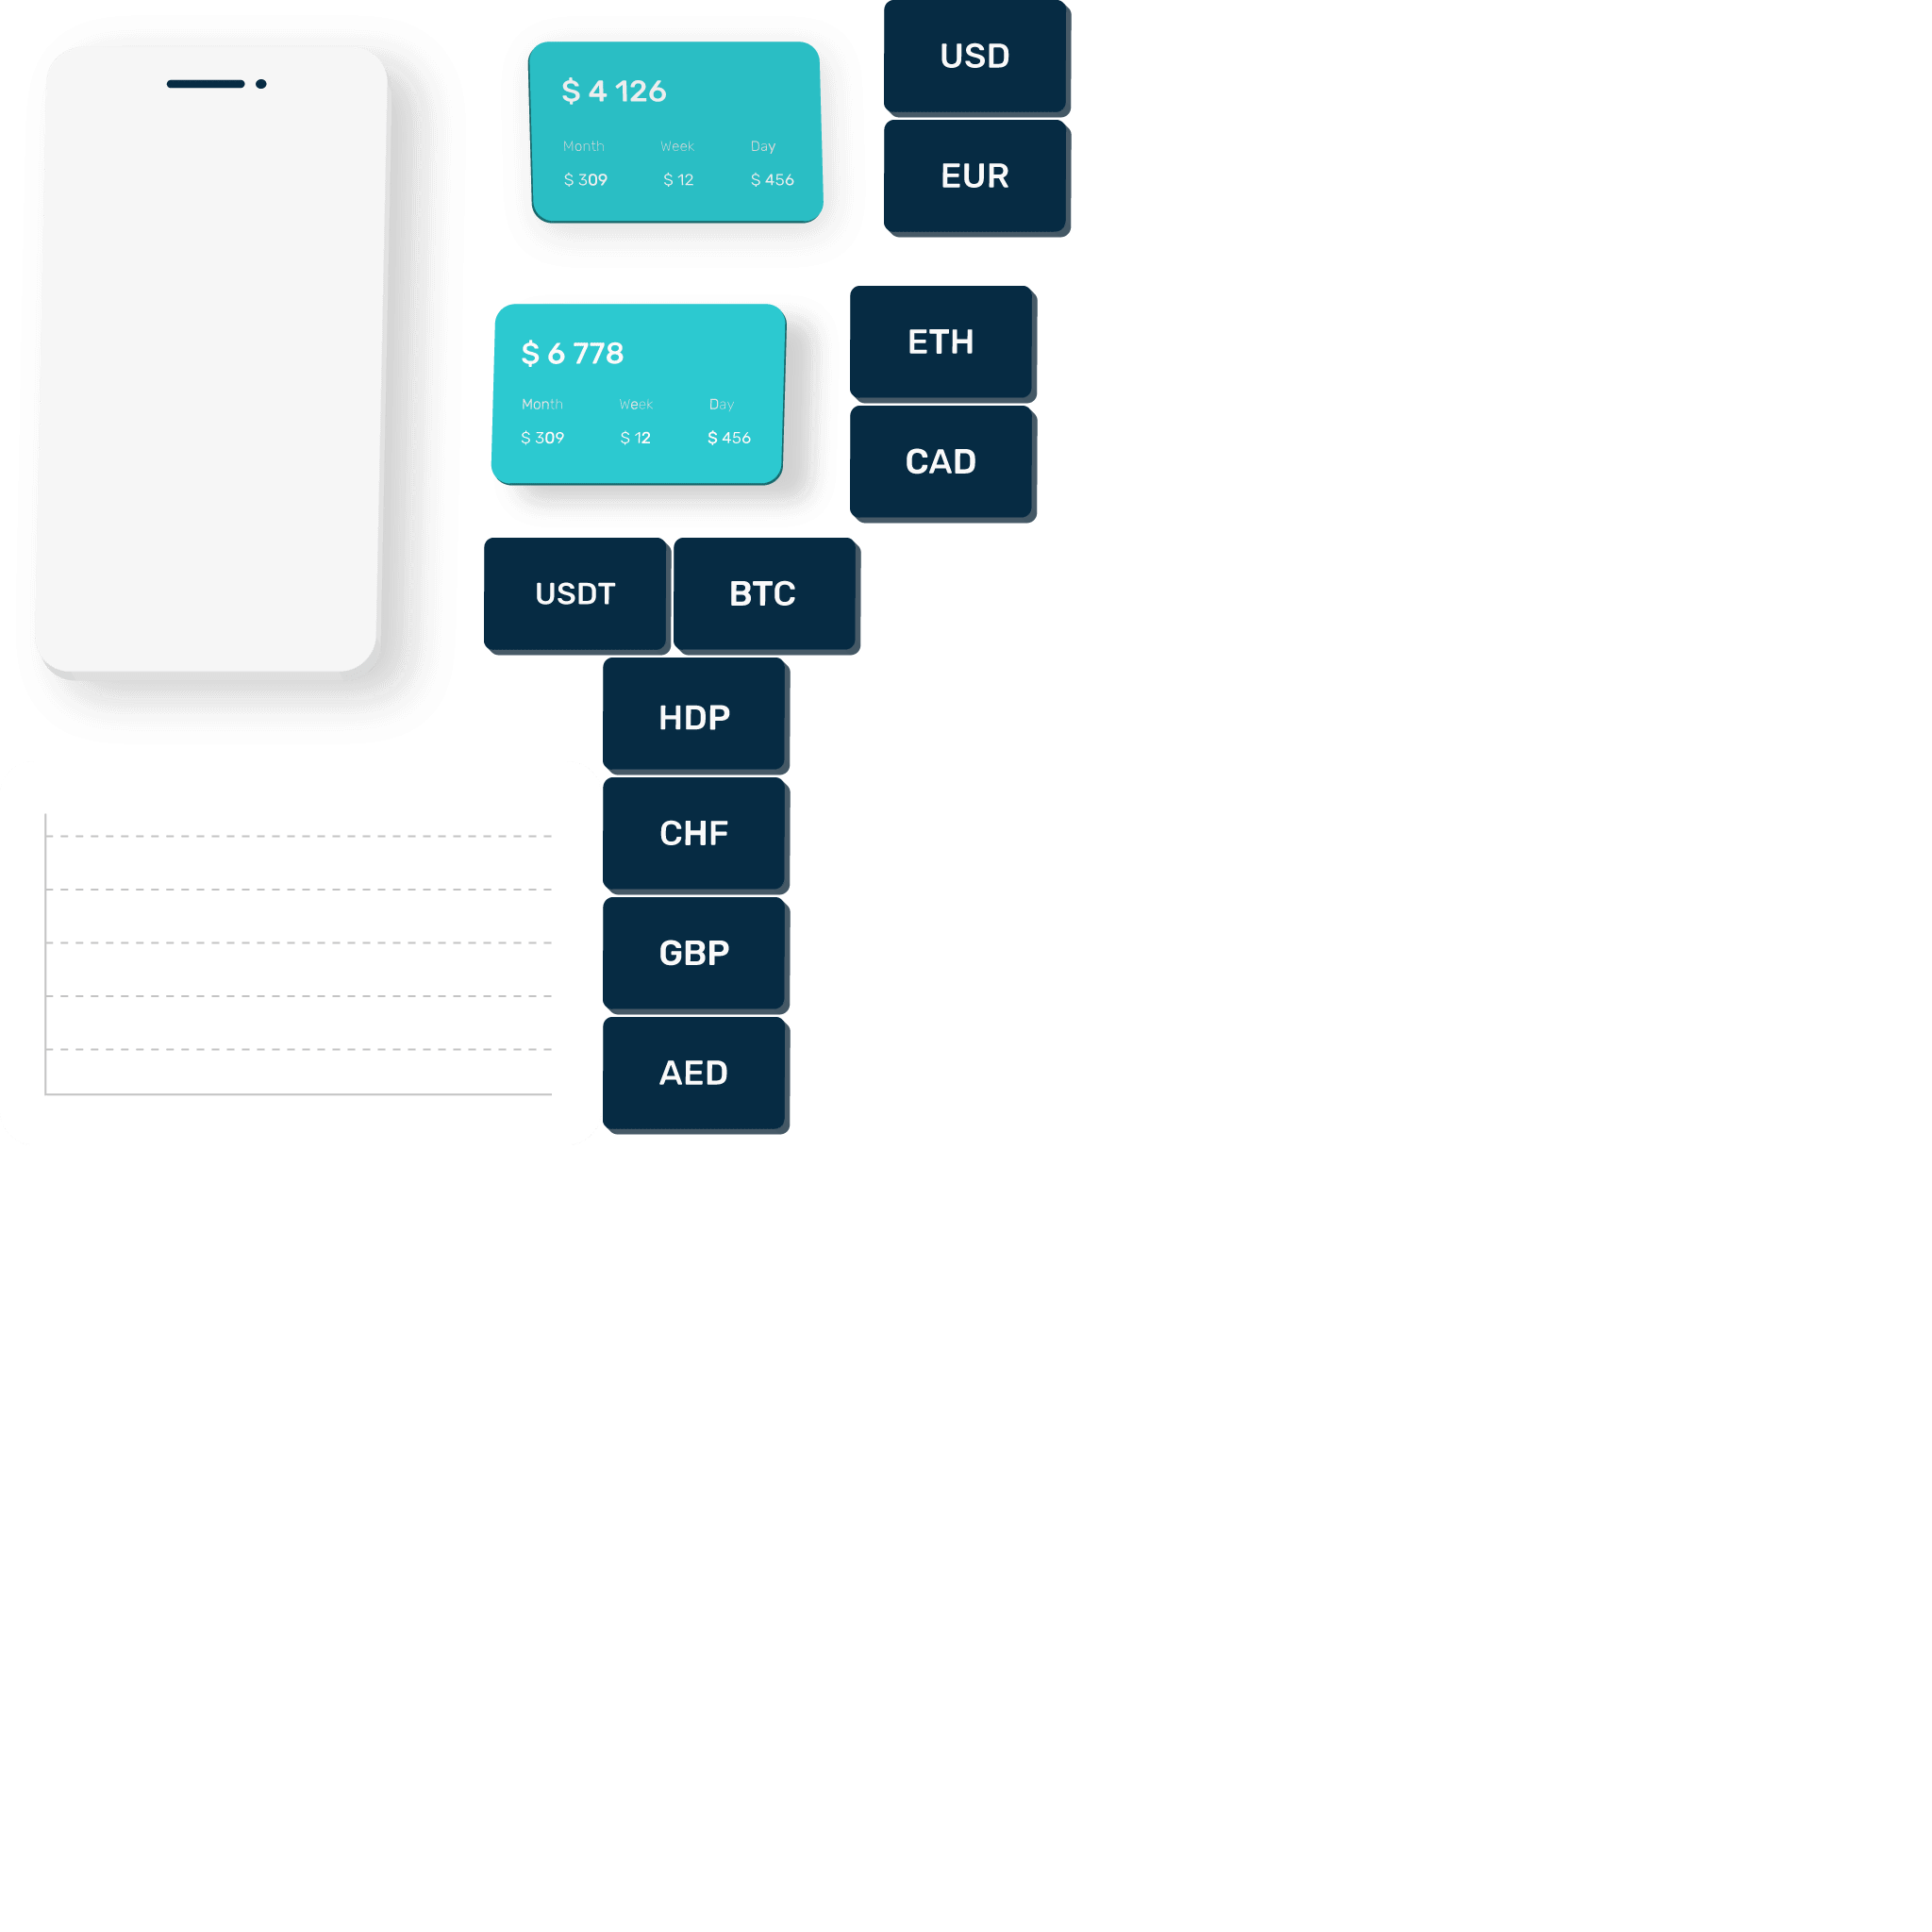 $ 4 126
Month Week Day
$ 309 $ 12 $ 456
USD
EUR
$ 6 778
Month Week Day
$ 309 $ 12 $ 456
ETH
CAD
USDT
BTC
HDP
CHF
GBP
AED